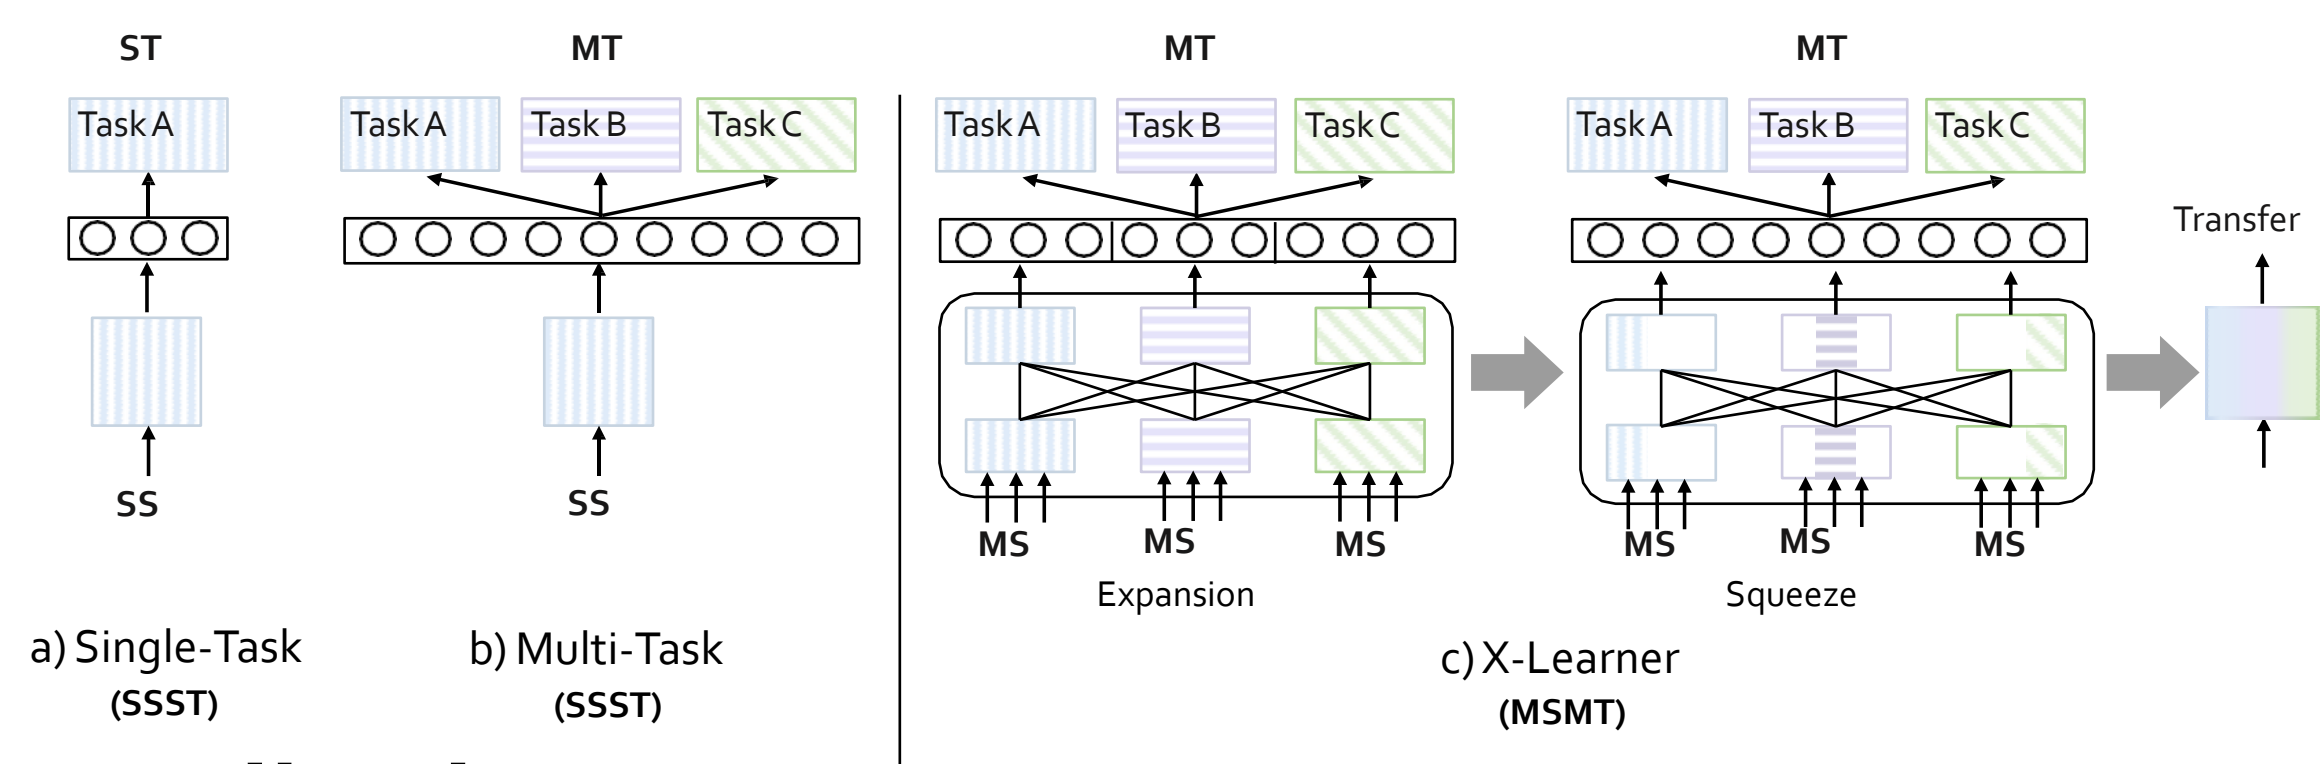 ST
MT
MT
MT
Task A
Task A
Task B
Task C
Task A
Task B
Task C
Task A
Task B
Task C
Transfer
SS
SS
MS
MS
MS
MS
MS
MS
Expansion
Squeeze
a) Single-Task
(SSST)
b) Multi-Task
(SSST)
c) X-Learner
(MSMT)